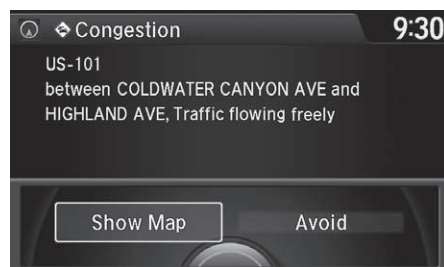 Congestion
9:30
US-101
between COLDWATER CANYON AVE and
HIGHLAND AVE, Traffic flowing freely
Show Map
Avoid